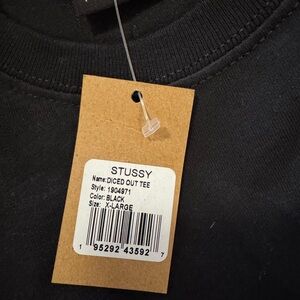 STUSSY
Name:DICED OUT TEE
Style: 1904971
Color: BLACK
Size: X-LARGE
1 95292 43592 7